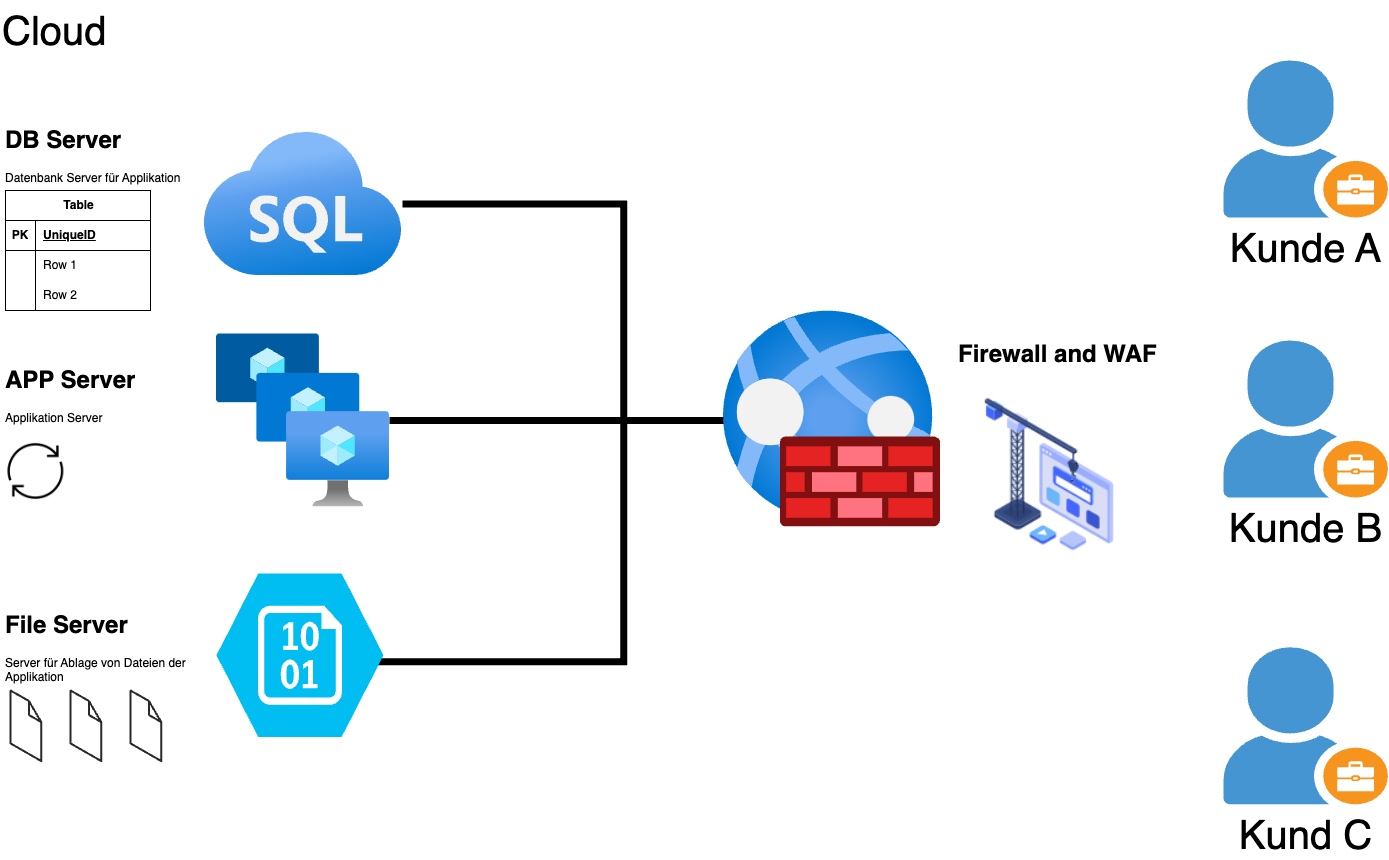 Cloud
DB Server
Datenbank Server für Applikation
Table
PK UniqueID
Row 1
Row 2
SQL
APP Server
Applikation Server
File Server
Server für Ablage von Dateien der
Applikation
10
01
Firewall and WAF
Kunde A
Kunde B
Kund C